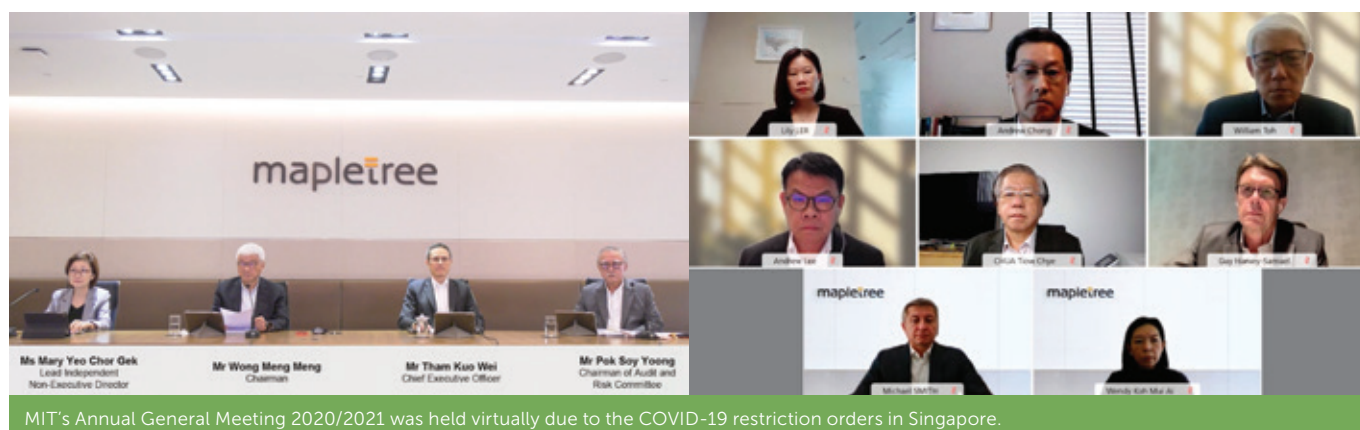 mapletree
Ms Mary Yeo Chor Gek
Lead Independent
Non-Executive Director
Mr Wong Meng Meng
Chairman
Mr Tham Kuo Wei
Chief Executive Officer
Mr Pok Soy Yoong
Chairman of Audit and
Risk Committee
Lily LER
Andrew Chong
William Toh
Andrew Lee
CHUA Tiow Chye
Guy Harvey-Samuel
mapletree
Michael SMITH
mapletree
Wendy Koh Mui Ai
MIT's Annual General Meeting 2020/2021 was held virtually due to the COVID-19 restriction orders in Singapore.